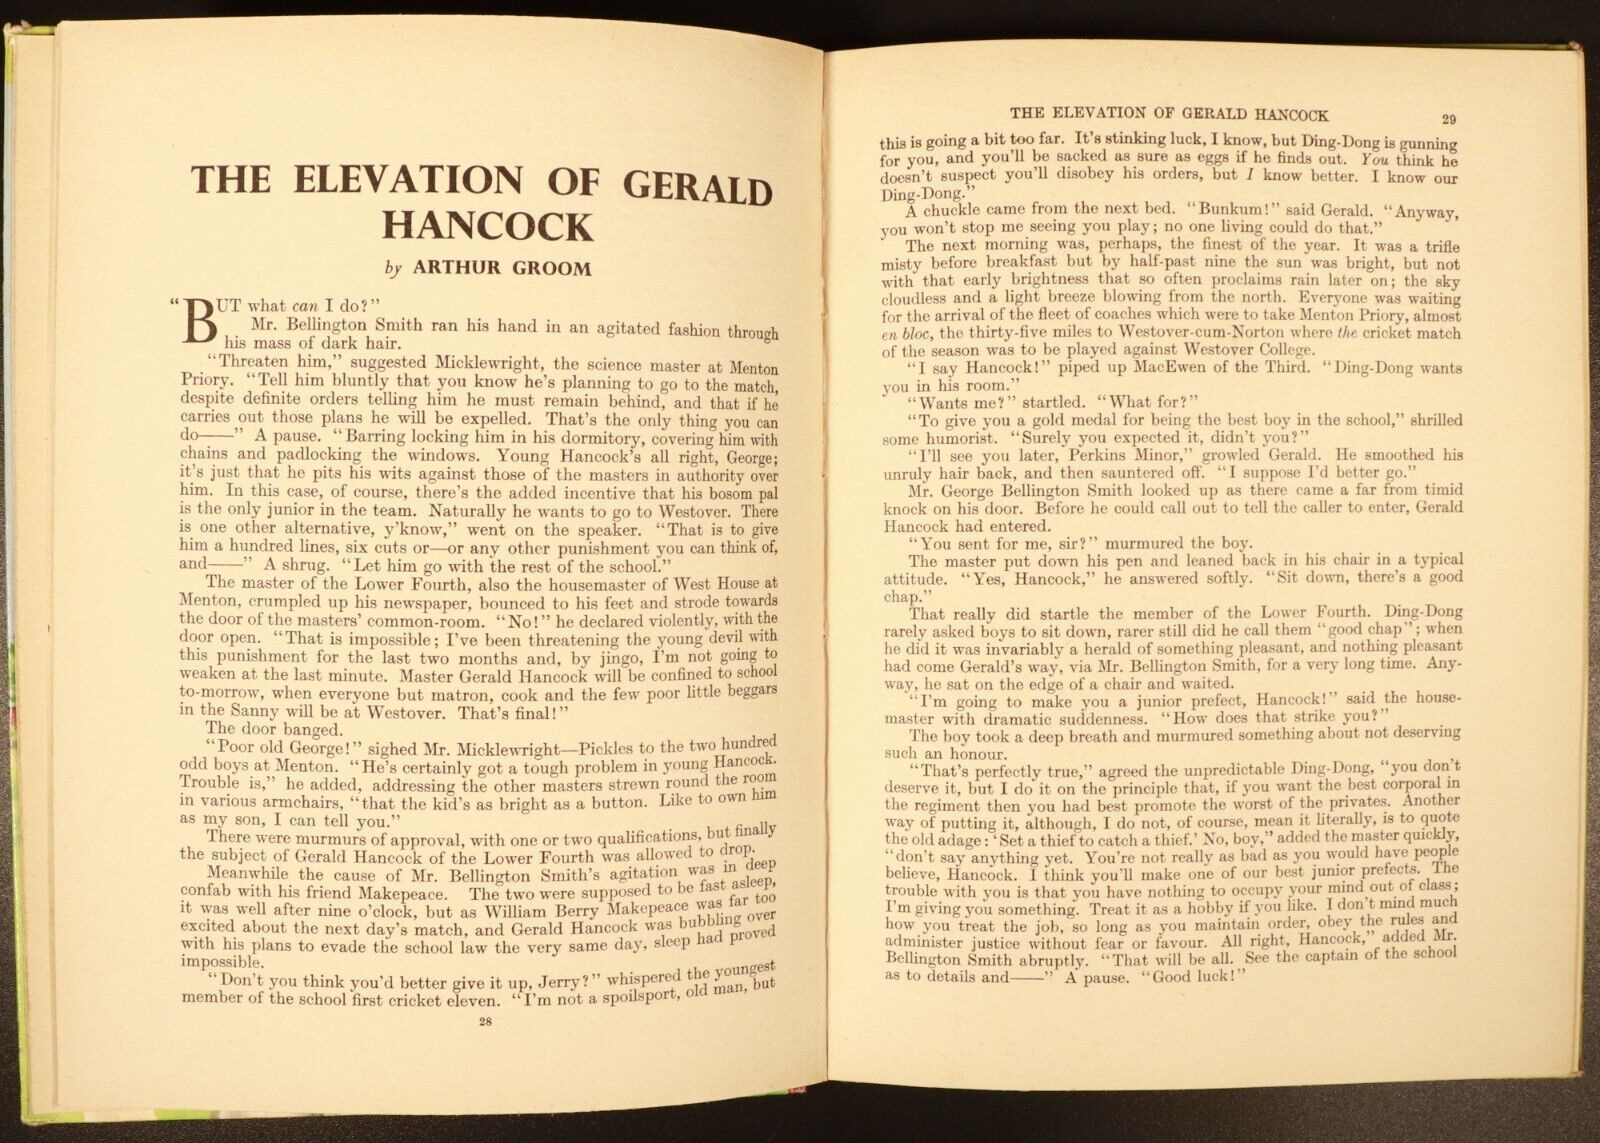 THE ELEVATION OF GERALD
HANCOCK
by ARTHUR GROOM
"BUT what can I do?"
Mr. Bellington Smith ran his hand in an agitated fashion through
his mass of dark hair.
"Threaten him," suggested Micklewright, the science master at Menton
Priory. "Tell him bluntly that you know he's planning to go to the match,
despite definite orders telling him he must remain behind, and that if he
carries out those plans he will be expelled. That's the only thing you can
do——" A pause. "Barring locking him in his dormitory, covering him with
chains and padlocking the windows. Young Hancock's all right, George;
it's just that he pits his wits against those of the masters in authority over
him. In this case, of course, there's the added incentive that his bosom pal
is the only junior in the team. Naturally he wants to go to Westover. There
is one other alternative, y'know," went on the speaker. "That is to give
him a hundred lines, six cuts or—or any other punishment you can think of,
and——" A shrug. "Let him go with the rest of the school."
The master of the Lower Fourth, also the housemaster of West House at
Menton, crumpled up his newspaper, bounced to his feet and strode towards
the door of the masters' common-room. "No!" he declared violently, with the
door open. "That is impossible; I've been threatening the young devil with
this punishment for the last two months and, by jingo, I'm not going to
weaken at the last minute. Master Gerald Hancock will be confined to school
to-morrow, when everyone but matron, cook and the few poor little beggars
in the Sanny will be at Westover. That's final!"
The door banged.
"Poor old George!" sighed Mr. Micklewright—Pickles to the two hundred
odd boys at Menton. "He's certainly got a tough problem in young Hancock.
Trouble is," he added, addressing the other masters strewn round the room
in various armchairs, "that the kid's as bright as a button. Like to own him
as my son, I can tell you."
There were murmurs of approval, with one or two qualifications, but finally
the subject of Gerald Hancock of the Lower Fourth was allowed to drop.
Meanwhile the cause of Mr. Bellington Smith's agitation was in deep
confab with his friend Makepeace. The two were supposed to be fast asleep,
it was well after nine o'clock, but as William Berry Makepeace was far too
excited about the next day's match, and Gerald Hancock was bubbling over
with his plans to evade the school law the very same day, sleep had proved
impossible.
"Don't you think you'd better give it up, Jerry?" whispered the youngest
member of the school first cricket eleven. "I'm not a spoilsport, old man, but
28
THE ELEVATION OF GERALD HANCOCK
29
this is going a bit too far. It's stinking luck, I know, but Ding-Dong is gunning
for you, and you'll be sacked as sure as eggs if he finds out. You think he
doesn't suspect you'll disobey his orders, but I know better. I know our
Ding-Dong."
A chuckle came from the next bed. "Bunkum!" said Gerald. "Anyway,
you won't stop me seeing you play; no one living could do that."
The next morning was, perhaps, the finest of the year. It was a trifle
misty before breakfast but by half-past nine the sun was bright, but not
with that early brightness that so often proclaims rain later on; the sky
cloudless and a light breeze blowing from the north. Everyone was waiting
for the arrival of the fleet of coaches which were to take Menton Priory, almost
en bloc, the thirty-five miles to Westover-cum-Norton where the cricket match
of the season was to be played against Westover College.
"I say Hancock!" piped up MacEwen of the Third. "Ding-Dong wants
you in his room."
"Wants me?" startled. "What for?"
"To give you a gold medal for being the best boy in the school," shrilled
some humorist. "Surely you expected it, didn't you?"
"I'll see you later, Perkins Minor," growled Gerald. He smoothed his
unruly hair back, and then sauntered off. "I suppose I'd better go."
Mr. George Bellington Smith looked up as there came a far from timid
knock on his door. Before he could call out to tell the caller to enter, Gerald
Hancock had entered.
"You sent for me, sir?" murmured the boy.
The master put down his pen and leaned back in his chair in a typical
attitude. "Yes, Hancock," he answered softly. "Sit down, there's a good
chap."
That really did startle the member of the Lower Fourth. Ding-Dong
rarely asked boys to sit down, rarer still did he call them "good chap"; when
he did it was invariably a herald of something pleasant, and nothing pleasant
had come Gerald's way, via Mr. Bellington Smith, for a very long time. Any-
way, he sat on the edge of a chair and waited.
"I'm going to make you a junior prefect, Hancock!" said the house-
master with dramatic suddenness. "How does that strike you?"
The boy took a deep breath and murmured something about not deserving
such an honour.
"That's perfectly true," agreed the unpredictable Ding-Dong, "you don't
deserve it, but I do it on the principle that, if you want the best corporal in
the regiment then you had best promote the worst of the privates. Another
way of putting it, although, I do not, of course, mean it literally, is to quote
the old adage: 'Set a thief to catch a thief.' No, boy," added the master quickly,
"don't say anything yet. You're not really as bad as you would have people
believe, Hancock. I think you'll make one of our best junior prefects. The
trouble with you is that you have nothing to occupy your mind out of class;
I'm giving you something. Treat it as a hobby if you like. I don't mind much
how you treat the job, so long as you maintain order, obey the rules and
administer justice without fear or favour. All right, Hancock," added Mr.
Bellington Smith abruptly. "That will be all. See the captain of the school
as to details and——" A pause. "Good luck!"